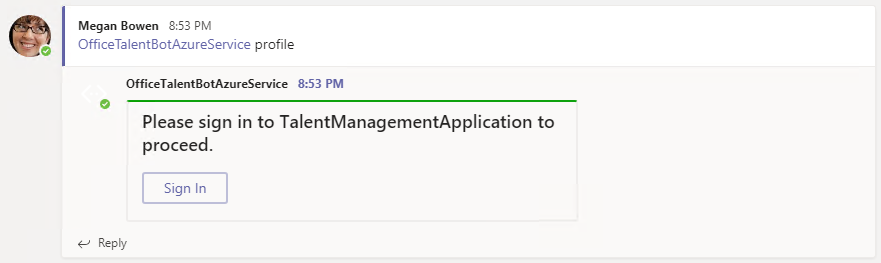 Megan Bowen 8:53 PM
OfficeTalentBotAzureService profile
OfficeTalentBotAzureService 8:53 PM
Please sign in to TalentManagementApplication to
proceed.
Sign In
Reply